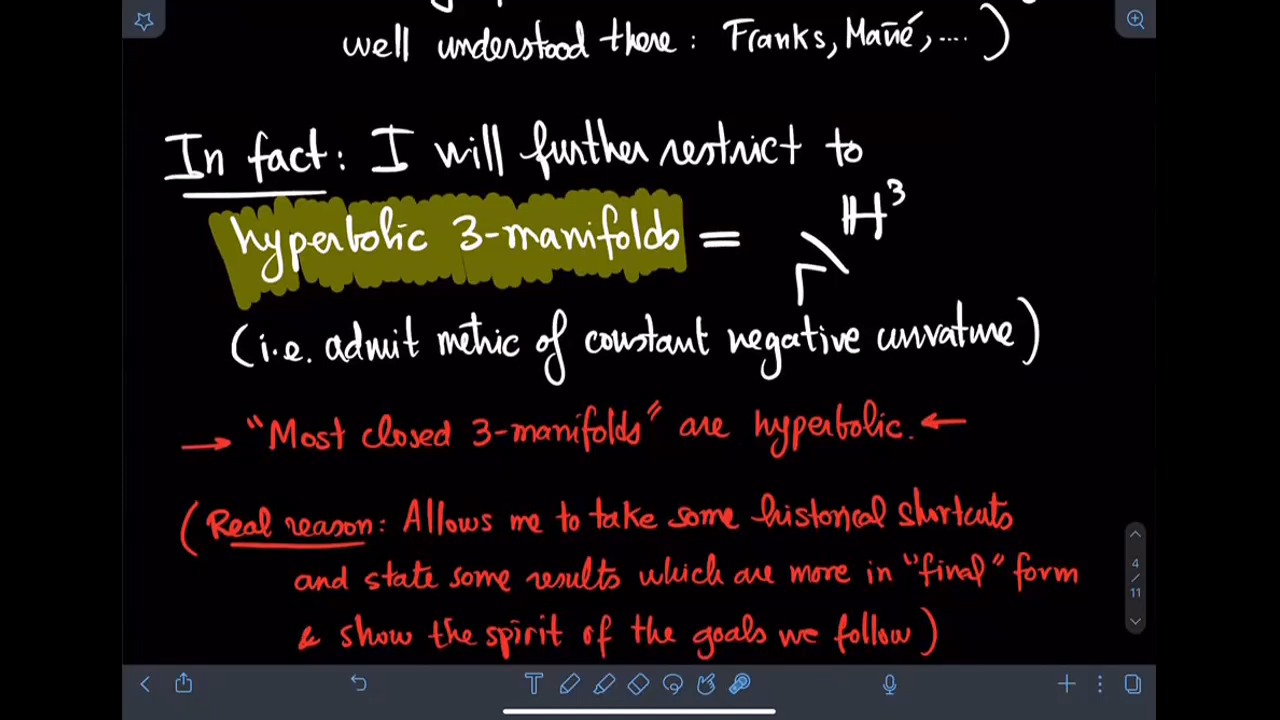 well understood there: Franks, Mañé, .... )
In fact: I will further restrict to
hyperbolic 3-manifolds = Γ\ℍ³
(i.e. admit metric of constant negative curvature)
→ "Most closed 3-manifolds" are hyperbolic. ←
(Real reason: Allows me to take some historical shortcuts
and state some results which are more in "final" form
& show the spirit of the goals we follow)
4
/
11
T